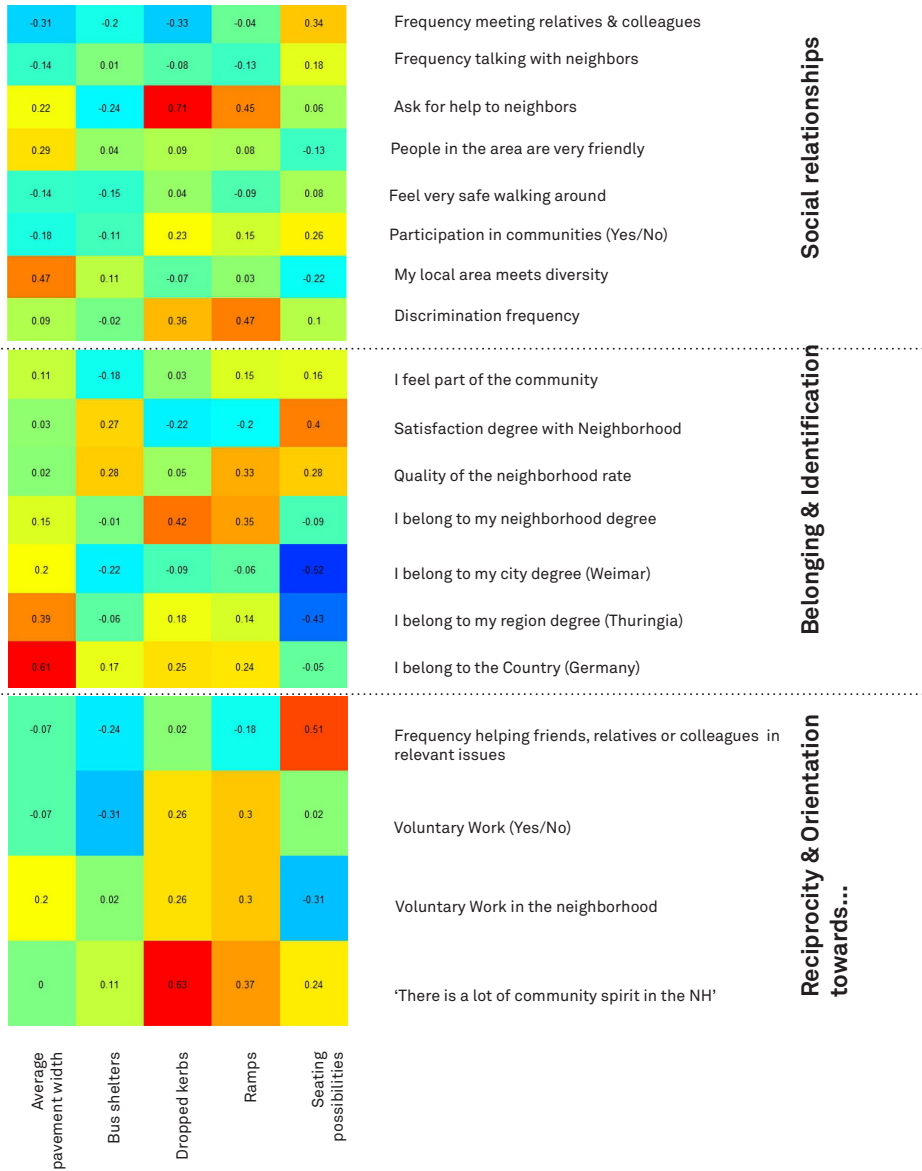 -0.31 -0.2 -0.33 -0.04 0.34 Frequency meeting relatives & colleagues
-0.14 0.01 -0.08 -0.13 0.18 Frequency talking with neighbors
0.22 -0.24 0.71 0.45 0.06 Ask for help to neighbors
0.29 0.04 0.09 0.08 -0.13 People in the area are very friendly
-0.14 -0.15 0.04 -0.09 0.08 Feel very safe walking around
-0.18 -0.11 0.23 0.15 0.26 Participation in communities (Yes/No)
0.47 0.11 -0.07 0.03 -0.22 My local area meets diversity
0.09 -0.02 0.36 0.47 0.1 Discrimination frequency
Social relationships
0.11 -0.18 0.03 0.15 0.16 I feel part of the community
0.03 0.27 -0.22 -0.2 0.4 Satisfaction degree with Neighborhood
0.02 0.28 0.05 0.33 0.28 Quality of the neighborhood rate
0.15 -0.01 0.42 0.35 -0.09 I belong to my neighborhood degree
0.2 -0.22 -0.09 -0.06 -0.52 I belong to my city degree (Weimar)
0.39 -0.06 0.18 0.14 -0.43 I belong to my region degree (Thuringia)
0.61 0.17 0.25 0.24 -0.05 I belong to the Country (Germany)
Belonging & Identification
-0.07 -0.24 0.02 -0.18 0.51 Frequency helping friends, relatives or colleagues in
relevant issues
-0.07 -0.31 0.26 0.3 0.02 Voluntary Work (Yes/No)
0.2 0.02 0.26 0.3 -0.31 Voluntary Work in the neighborhood
0 0.11 0.63 0.37 0.24 ‘There is a lot of community spirit in the NH’
Reciprocity & Orientation
towards...
Average
pavement width
Bus shelters
Dropped kerbs
Ramps
Seating
possibilities